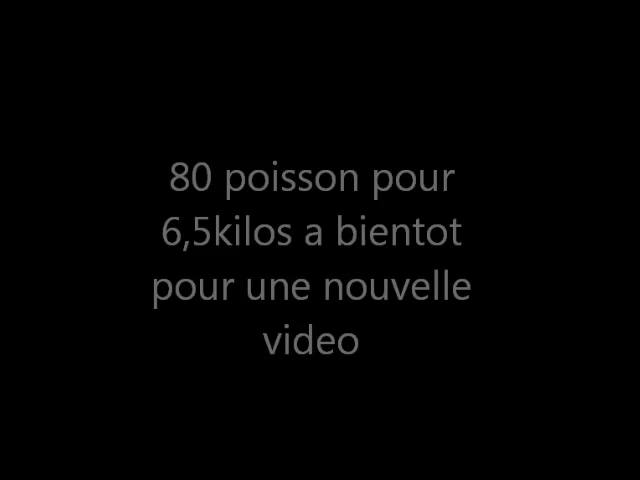 80 poisson pour
6,5kilos a bientot
pour une nouvelle
video